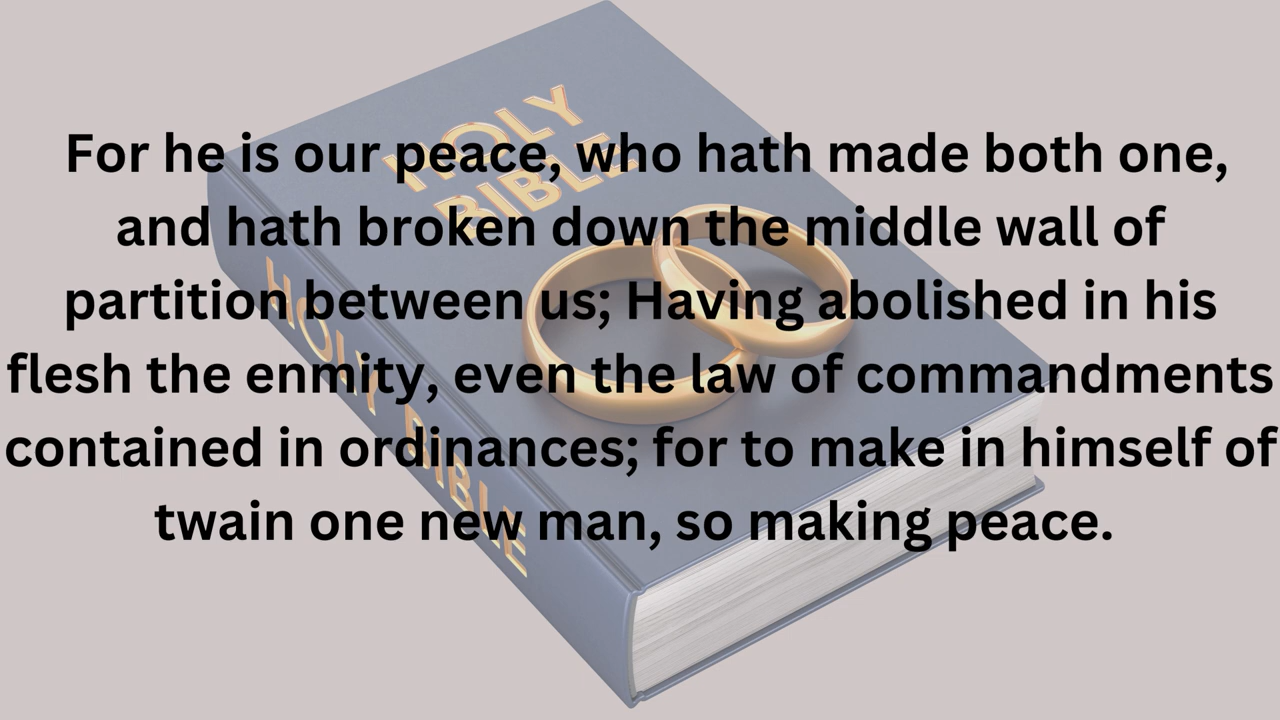 For he is our peace, who hath made both one,
and hath broken down the middle wall of
partition between us; Having abolished in his
flesh the enmity, even the law of commandments
contained in ordinances; for to make in himself of
twain one new man, so making peace.
HOLY
BIBLE
HOLY BIBLE